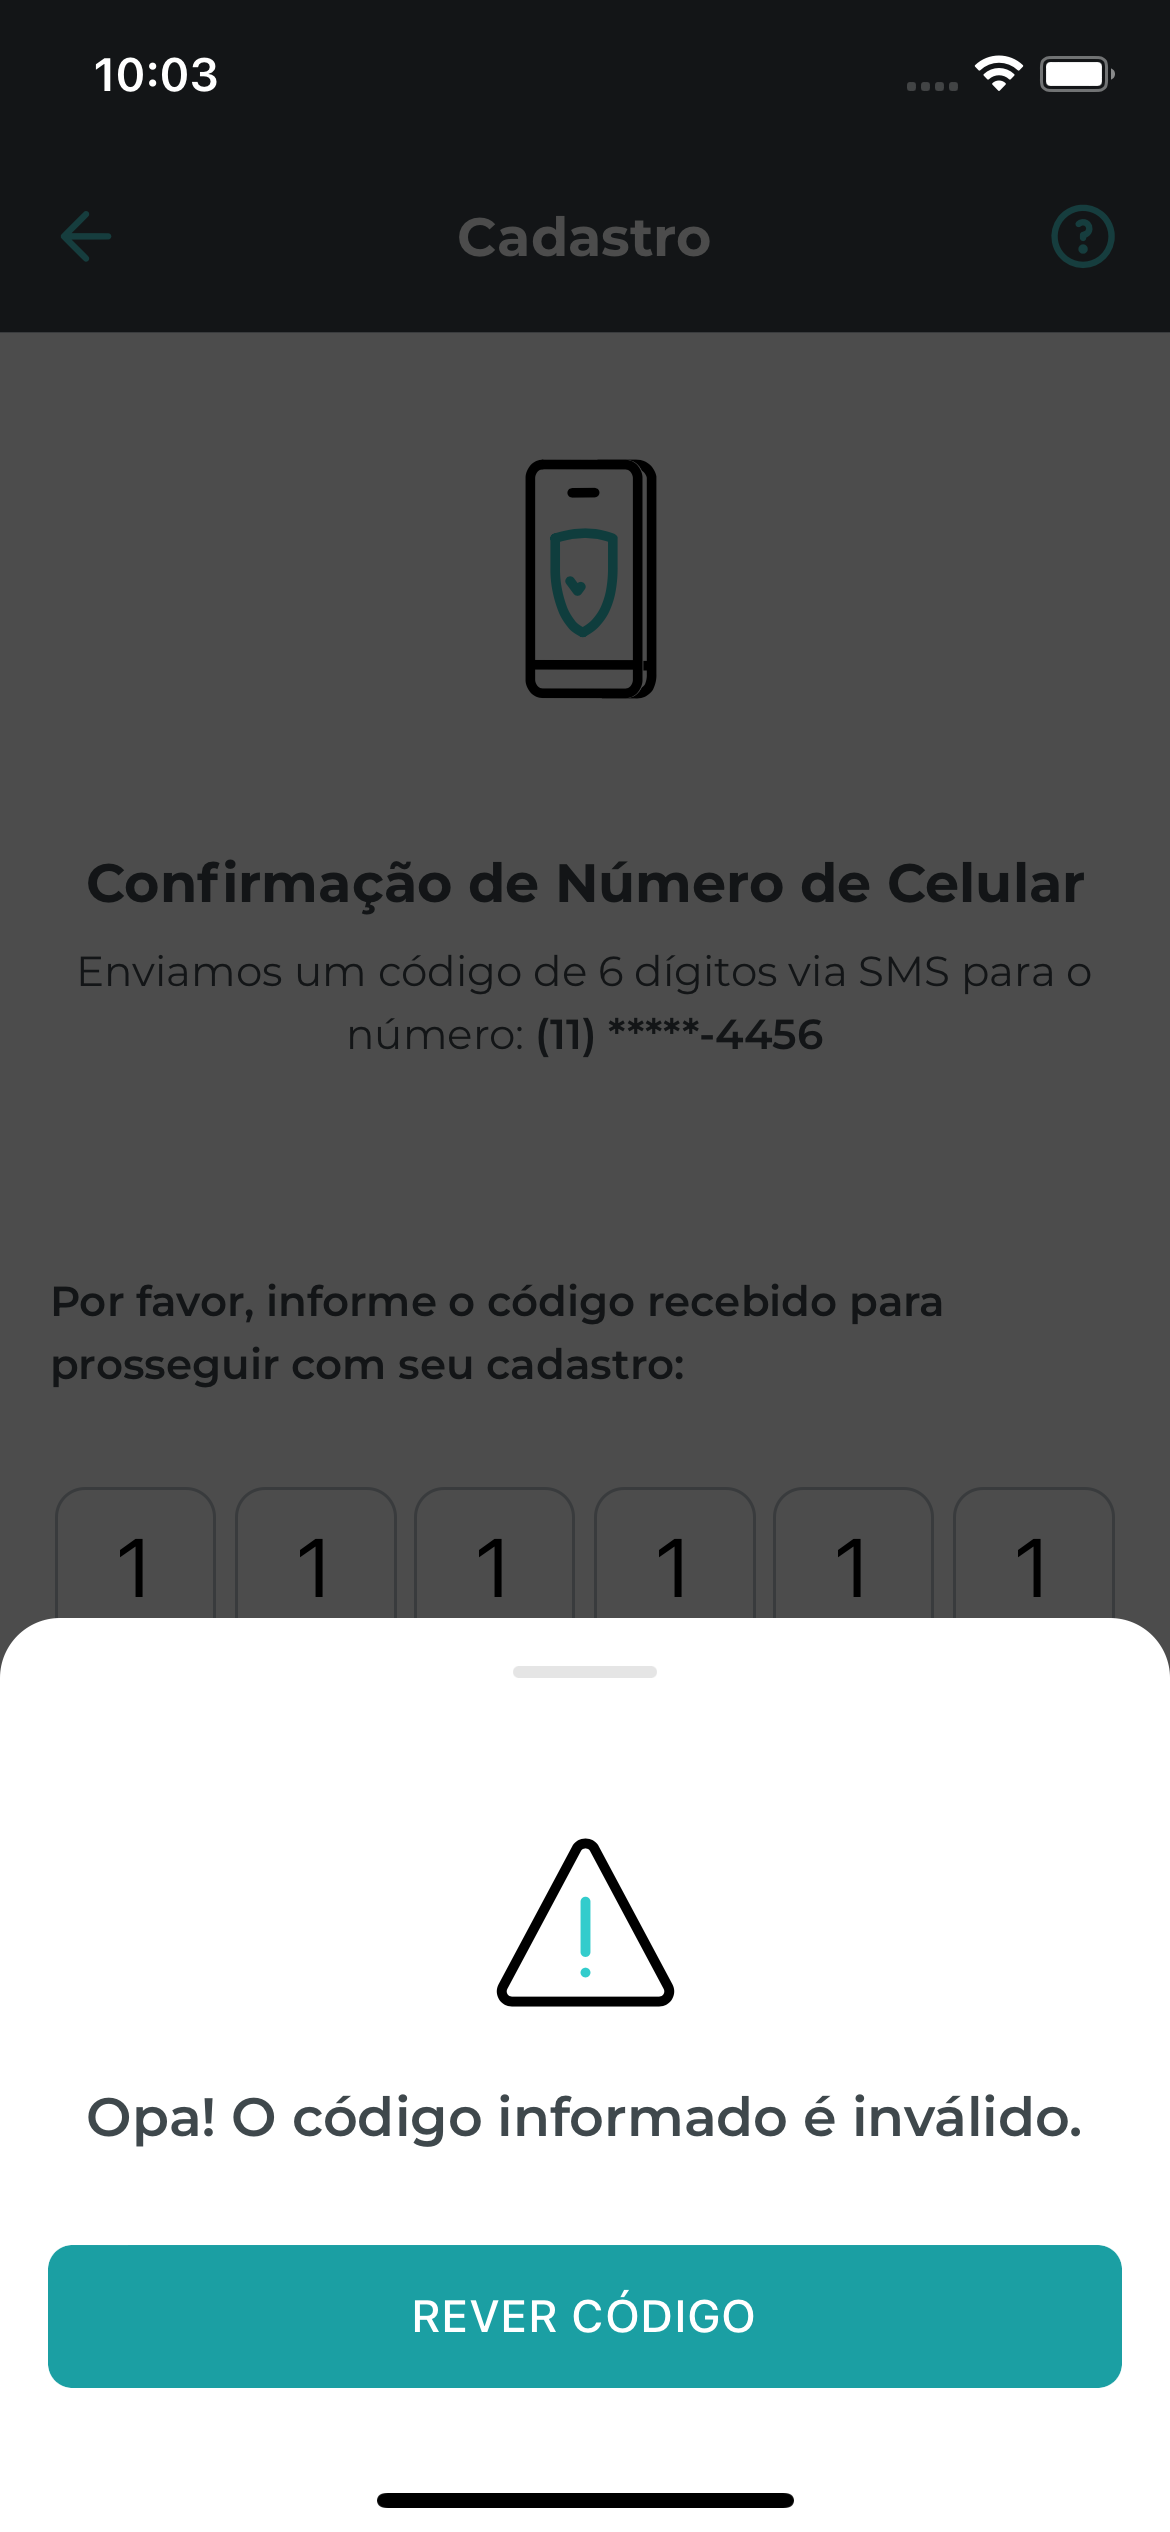 10:03
Cadastro
Confirmação de Número de Celular
Enviamos um código de 6 dígitos via SMS para o
número: (11) *****-4456
Por favor, informe o código recebido para
prosseguir com seu cadastro:
1 1 1 1 1 1
Opa! O código informado é inválido.
REVER CÓDIGO